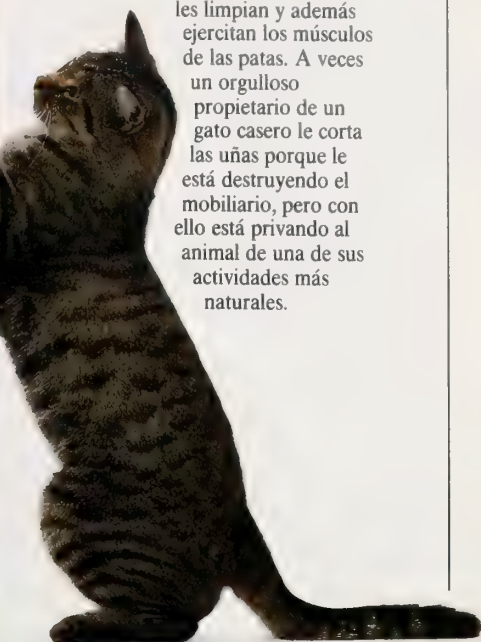 les limpian y además
ejercitan los músculos
de las patas. A veces
un orgulloso
propietario de un
gato casero le corta
las uñas porque le
está destruyendo el
mobiliario, pero con
ello está privando al
animal de una de sus
actividades más
naturales.